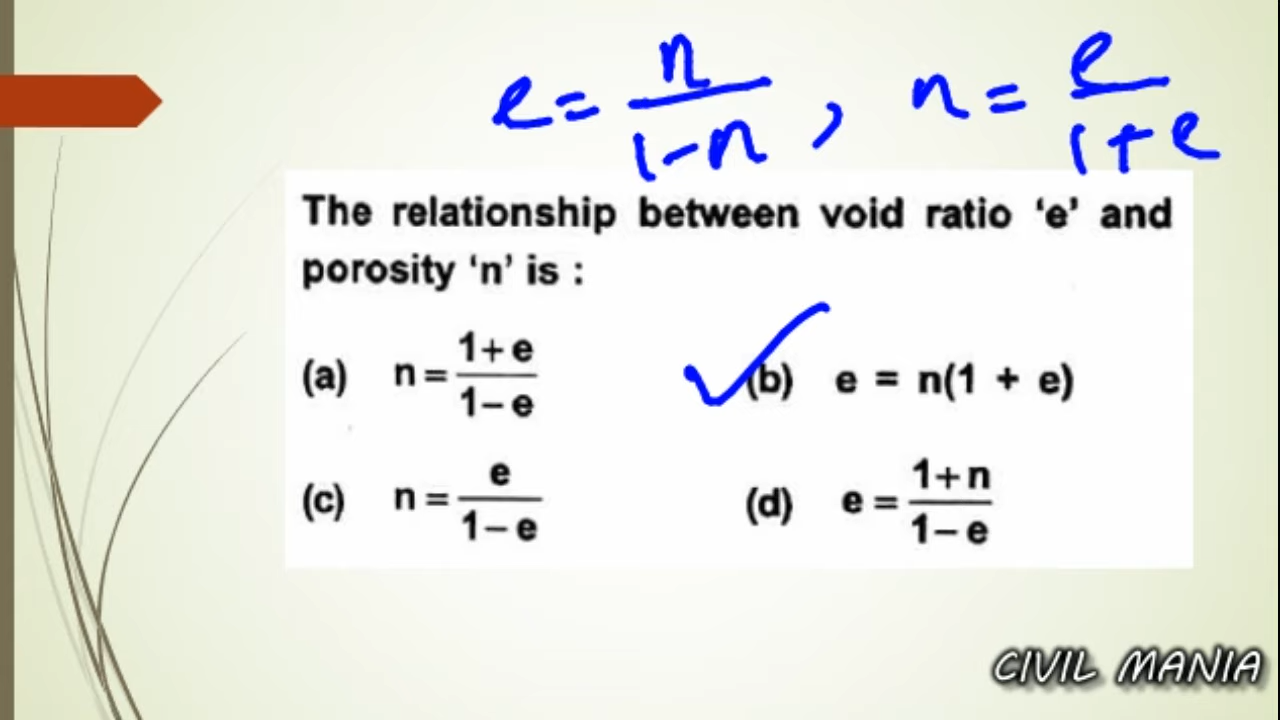 e = n/(1-n) , n = e/(1+e)
The relationship between void ratio ‘e’ and
porosity ‘n’ is :
(a) n = (1+e)/(1-e) (b) e = n(1 + e)
(c) n = e/(1-e) (d) e = (1+n)/(1-e)
CIVIL MANIA